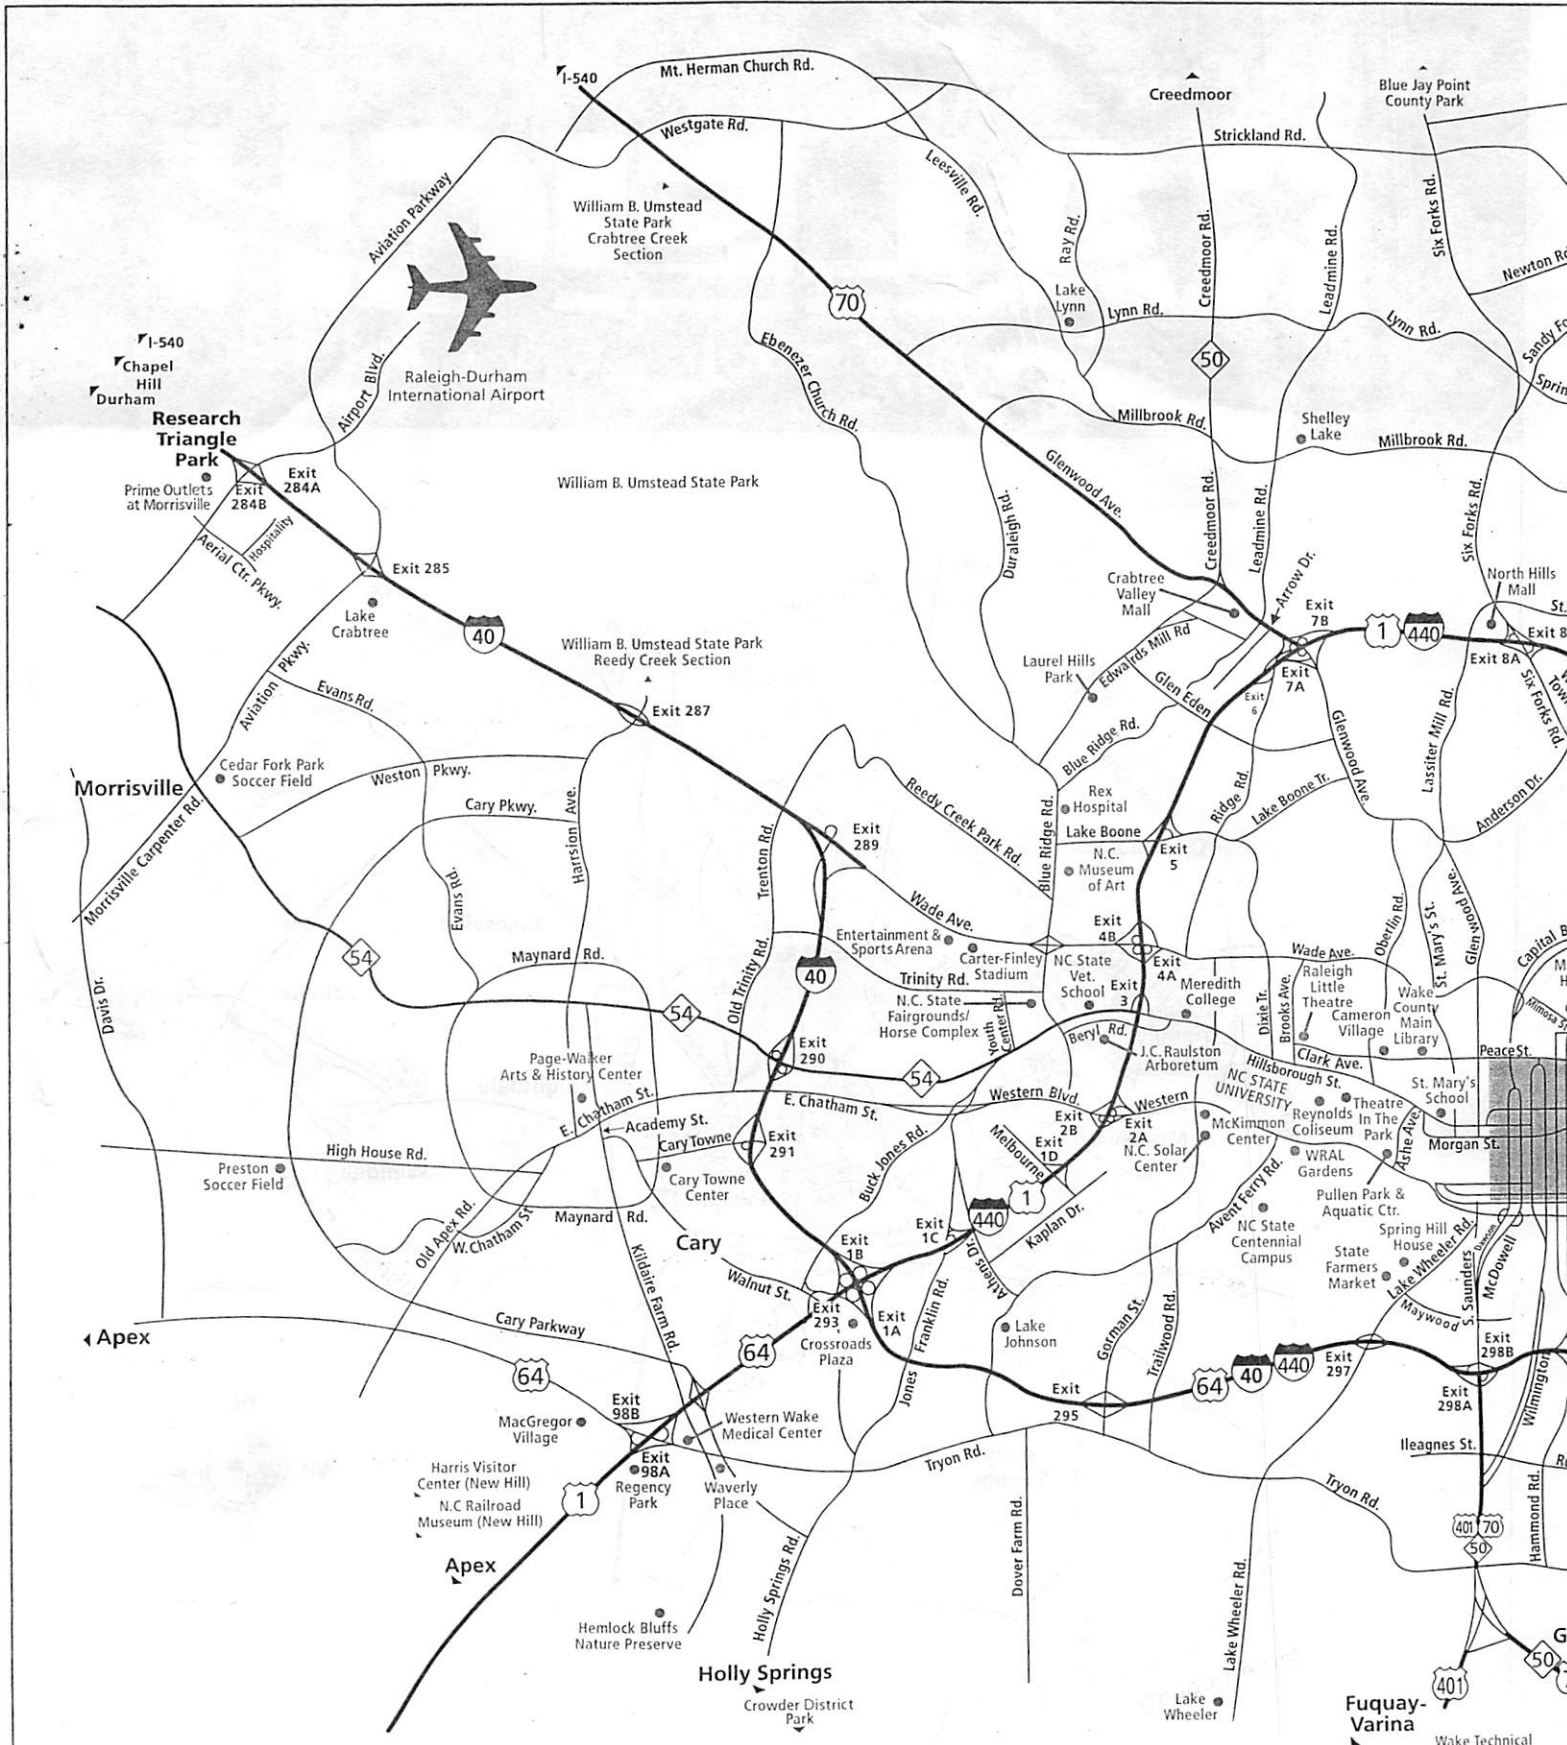 I-540
Mt. Herman Church Rd.
Creedmoor
Blue Jay Point
County Park
Westgate Rd.
Strickland Rd.
Leesville Rd.
Aviation Parkway
William B. Umstead
State Park
Crabtree Creek
Section
Ray Rd.
Creedmoor Rd.
Leadmine Rd.
Six Forks Rd.
Newton Rd
70
Lake
Lynn
Lynn Rd.
Lynn Rd.
I-540
Chapel
Hill
Durham
Airport Blvd.
Raleigh-Durham
International Airport
Ebenezer Church Rd.
50
Sandy Fo
Sprin
Research
Triangle
Park
Millbrook Rd.
Shelley
Lake
Millbrook Rd.
Exit
284A
Exit
284B
Prime Outlets
at Morrisville
William B. Umstead State Park
Glenwood Ave.
Duraleigh Rd.
Creedmoor Rd.
Leadmine Rd.
Six Forks Rd.
Hospitality
Aerial Ctr. Pkwy.
Exit 285
Lake
Crabtree
40
Crabtree
Valley
Mall
Arrow Dr.
Exit
7B
1
440
North Hills
Mall
St.
Exit 8
Exit 8A
William B. Umstead State Park
Reedy Creek Section
Laurel Hills
Park
Edwards Mill Rd
Glen Eden
Exit
7A
Exit
6
Six Forks Rd.
Town
Aviation Pkwy.
Evans Rd.
Exit 287
Blue Ridge Rd.
Glenwood Ave.
Lassiter Mill Rd.
Cedar Fork Park
Soccer Field
Morrisville
Weston Pkwy.
Cary Pkwy.
Harrsion Ave.
Reedy Creek Park Rd.
Rex
Hospital
Ridge Rd.
Lake Boone Tr.
Anderson Dr.
Morrisville Carpenter Rd.
Trenton Rd.
Exit
289
Blue Ridge Rd.
Lake Boone
Exit
5
N.C.
Museum
of Art
Evans Rd.
Wade Ave.
Exit
4B
Oberlin Rd.
St. Mary's St.
Glenwood Ave.
Capital B
54
Maynard Rd.
Old Trinity Rd.
40
Entertainment &
Sports Arena
Carter-Finley
Stadium
NC State
Vet.
School
Exit
4A
Wade Ave.
Trinity Rd.
Exit
3
Meredith
College
Dixie Tr.
Brooks Ave.
Raleigh
Little
Theatre
Cameron
Village
Wake
County
Main
Library
Mimosa S
Davis Dr.
54
N.C. State
Fairgrounds/
Horse Complex
Youth
Center Rd.
Beryl Rd.
J.C. Raulston
Arboretum
Hillsborough St.
Clark Ave.
Peace St.
Exit
290
54
Page-Walker
Arts & History Center
E. Chatham St.
E. Chatham St.
Western Blvd.
Exit
2B
Western
Exit
2A
NC STATE
UNIVERSITY
Reynolds
Coliseum
Theatre
In The
Park
St. Mary's
School
Ashe Ave.
Morgan St.
Academy St.
Cary Towne
Exit
291
Buck Jones Rd.
Melbourne
Exit
1D
N.C. Solar
Center
McKimmon
Center
WRAL
Gardens
High House Rd.
Preston
Soccer Field
Cary Towne
Center
Pullen Park &
Aquatic Ctr.
Avent Ferry Rd.
Maynard Rd.
Old Apex Rd.
W. Chatham St.
Cary
440
1
Exit
1C
Kaplan Dr.
NC State
Centennial
Campus
Spring Hill
House
State
Farmers
Market
Lake Wheeler Rd.
Dawson
McDowell
S. Saunders
Maywood
Exit
1B
Athens Dr.
Kildaire Farm Rd.
Walnut St.
Exit
293
Exit
1A
Crossroads
Plaza
Jones Franklin Rd.
Lake
Johnson
Gorman St.
Trailwood Rd.
Apex
Cary Parkway
64
64
64
40
440
Exit
297
Exit
298B
Exit
298A
Wilmington
Exit
295
Exit
98B
MacGregor
Village
Western Wake
Medical Center
Exit
98A
Harris Visitor
Center (New Hill)
N.C Railroad
Museum (New Hill)
1
Regency
Park
Waverly
Place
Tryon Rd.
Ileagnes St.
Tryon Rd.
Hammond Rd.
401
70
50
Apex
Holly Springs Rd.
Dover Farm Rd.
Lake Wheeler Rd.
Hemlock Bluffs
Nature Preserve
Holly Springs
Crowder District
Park
Lake
Wheeler
401
50
Fuquay-
Varina
Wake Technical